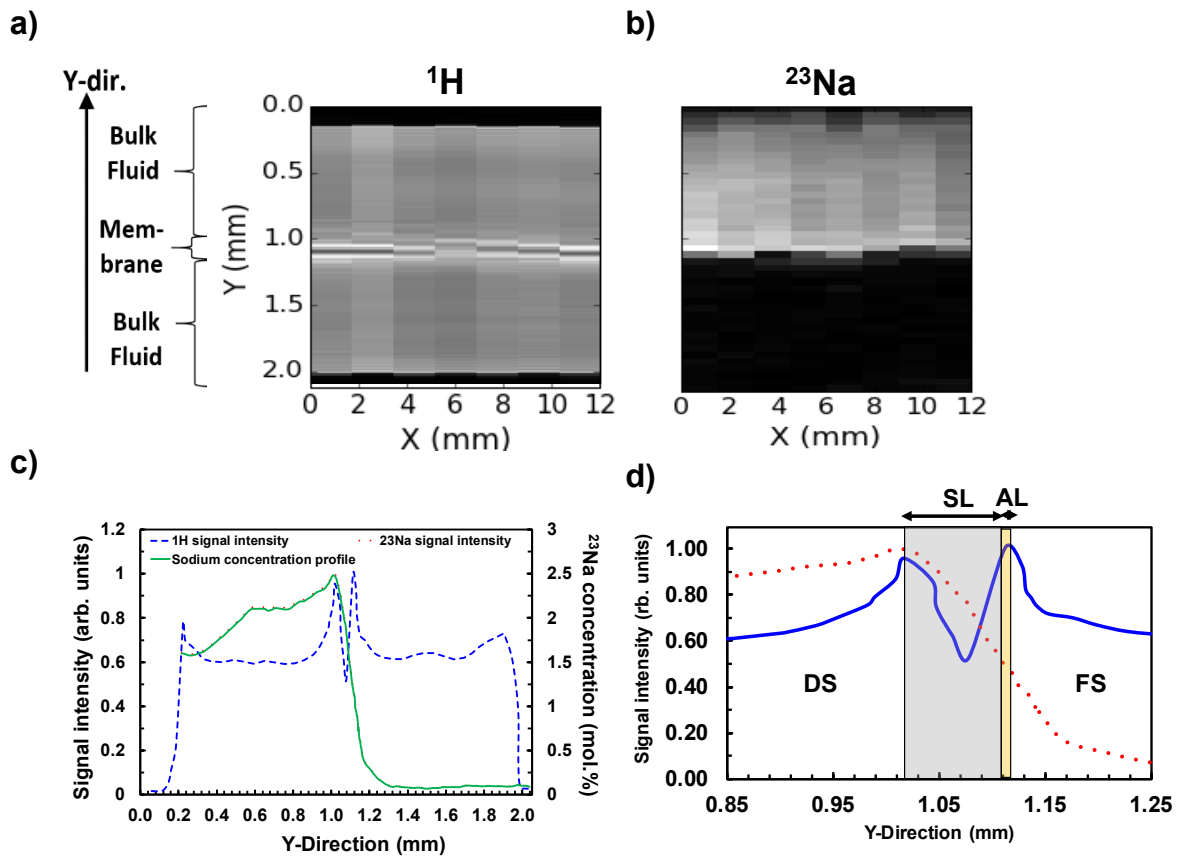 a)
b)
Y-dir.
¹H
²³Na
Bulk
Fluid
Mem-
brane
Bulk
Fluid
0.0
0.5
1.0
1.5
2.0
Y (mm)
0 2 4 6 8 10 12
X (mm)
0 2 4 6 8 10 12
X (mm)
c)
d)
1.2
1
0.8
0.6
0.4
0.2
0
Signal intensity (arb. units)
1H signal intensity
23Na signal intensity
Sodium concentration profile
3
2.5
2
1.5
1
0.5
0
²³Na concentration (mol.%)
0.0 0.2 0.4 0.6 0.8 1.0 1.2 1.4 1.6 1.8 2.0
Y-Direction (mm)
SL AL
1.00
0.80
0.60
0.40
0.20
0.00
Signal intensity (rb. units)
DS
FS
0.85 0.95 1.05 1.15 1.25
Y-Direction (mm)